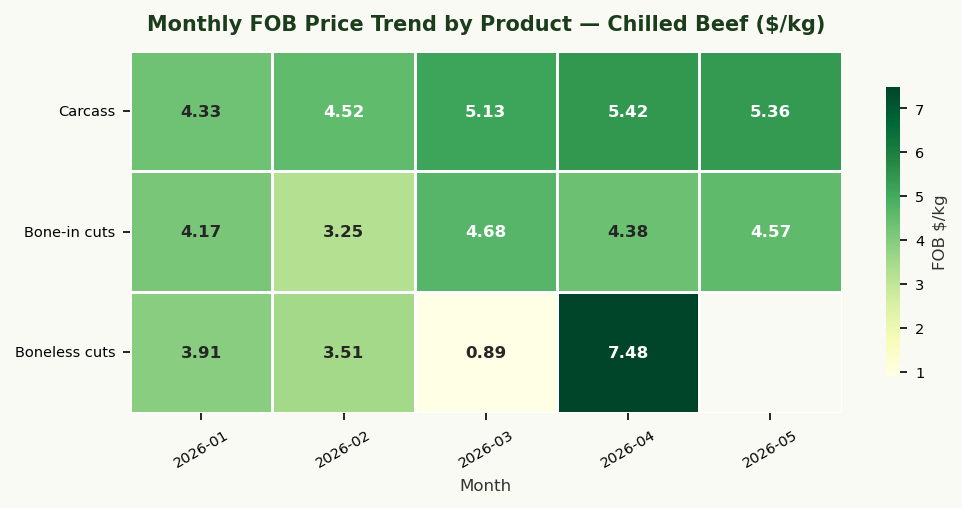 Monthly FOB Price Trend by Product — Chilled Beef ($/kg)
Carcass 4.33 4.52 5.13 5.42 5.36
Bone-in cuts 4.17 3.25 4.68 4.38 4.57
Boneless cuts 3.91 3.51 0.89 7.48
2026-01 2026-02 2026-03 2026-04 2026-05
Month
7
6
5
4
3
2
1
FOB $/kg